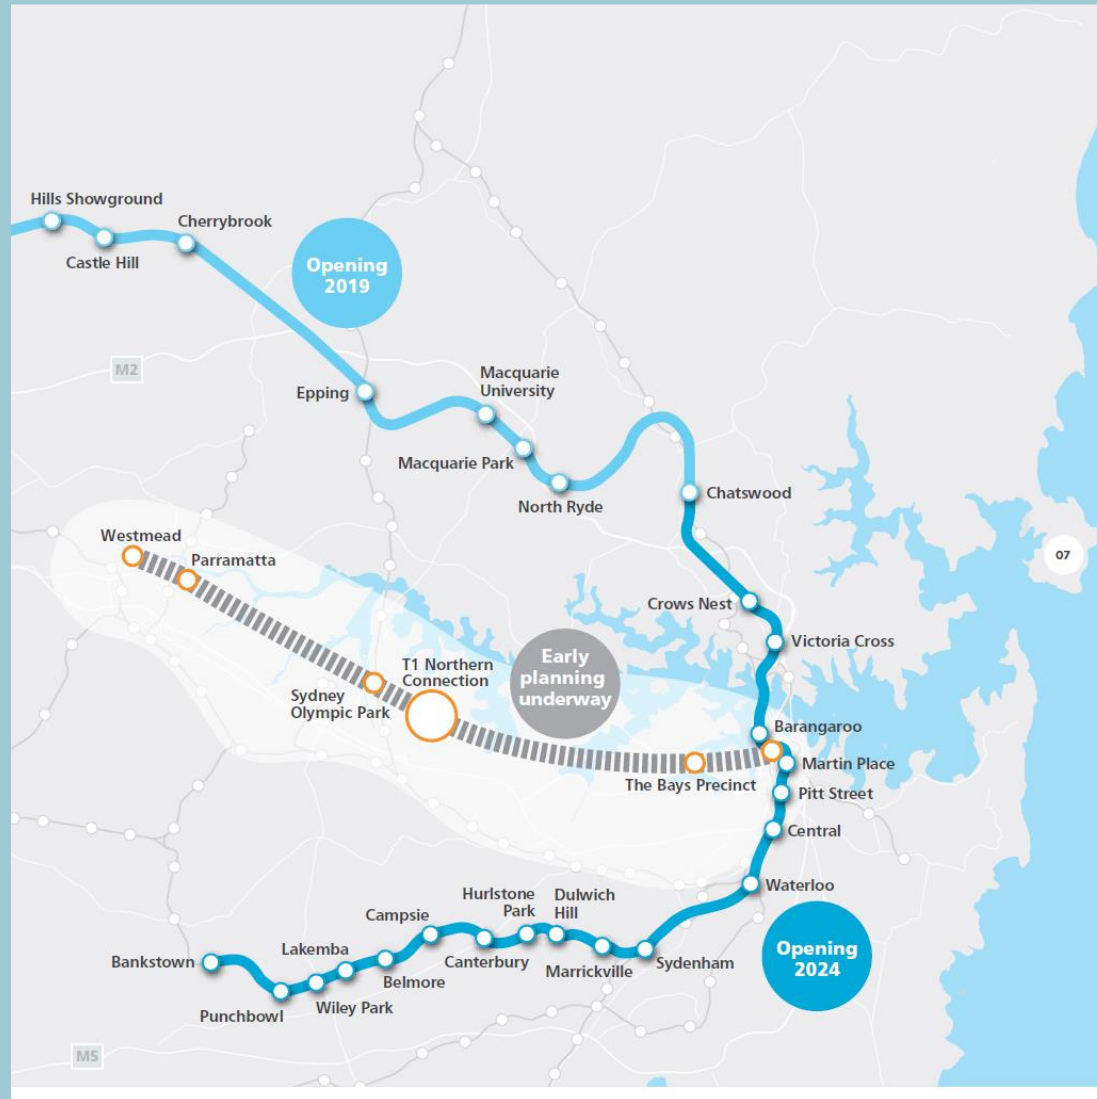 Hills Showground
Cherrybrook
Castle Hill
Opening
2019
M2
Epping
Macquarie
University
Macquarie Park
North Ryde
Chatswood
Westmead
Parramatta
07
Crows Nest
Victoria Cross
T1 Northern
Connection
Sydney
Olympic Park
Early
planning
underway
Barangaroo
Martin Place
The Bays Precinct
Pitt Street
Central
Waterloo
Hurlstone
Park
Dulwich
Hill
Campsie
Lakemba
Bankstown
Canterbury
Marrickville
Sydenham
Belmore
Wiley Park
Punchbowl
Opening
2024
M5